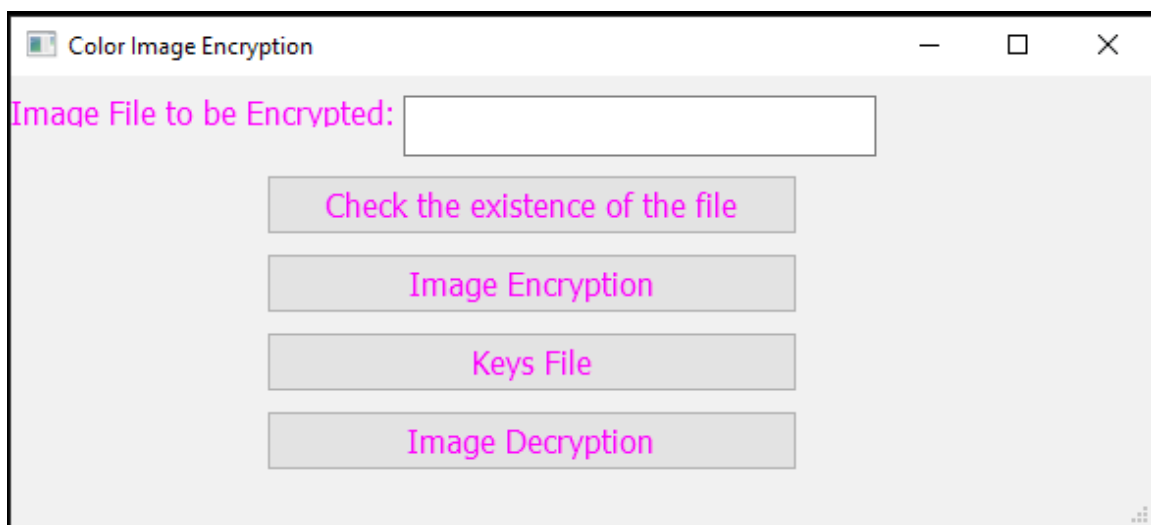 Color Image Encryption
Image File to be Encrypted:
Check the existence of the file
Image Encryption
Keys File
Image Decryption